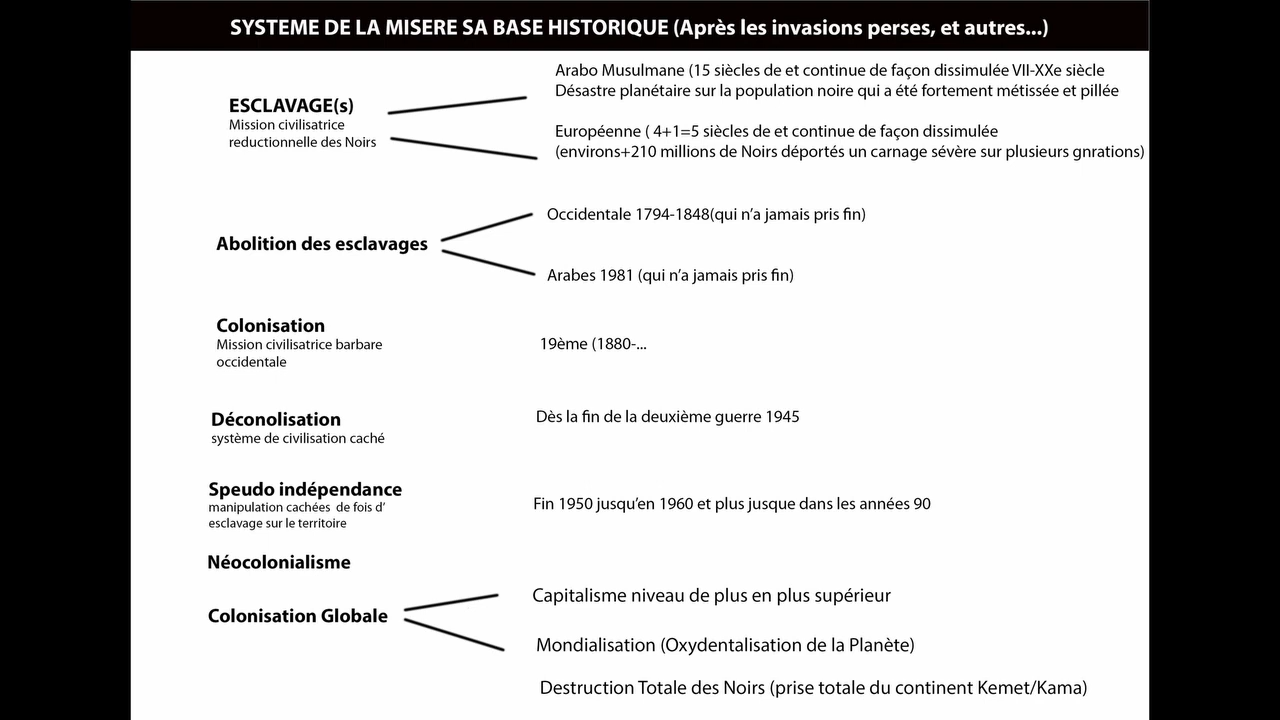 SYSTEME DE LA MISERE SA BASE HISTORIQUE (Après les invasions perses, et autres...)
ESCLAVAGE(s)
Mission civilisatrice
reductionnelle des Noirs
Arabo Musulmane (15 siècles de et continue de façon dissimulée VII-XXe siècle
Désastre planétaire sur la population noire qui a été fortement métissée et pillée
Européenne ( 4+1=5 siècles de et continue de façon dissimulée
(environs+210 millions de Noirs déportés un carnage sévère sur plusieurs gnrations)
Abolition des esclavages
Occidentale 1794-1848(qui n'a jamais pris fin)
Arabes 1981 (qui n'a jamais pris fin)
Colonisation
Mission civilisatrice barbare
occidentale
19ème (1880-...
Déconolisation
système de civilisation caché
Dès la fin de la deuxième guerre 1945
Speudo indépendance
manipulation cachées de fois d'
esclavage sur le territoire
Fin 1950 jusqu'en 1960 et plus jusque dans les années 90
Néocolonialisme
Colonisation Globale
Capitalisme niveau de plus en plus supérieur
Mondialisation (Oxydentalisation de la Planète)
Destruction Totale des Noirs (prise totale du continent Kemet/Kama)